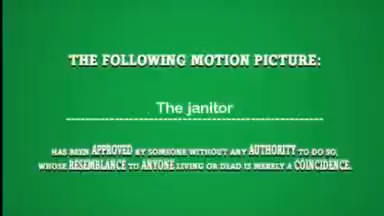 THE FOLLOWING MOTION PICTURE:
The janitor
HAS BEEN APPROVED BY SOMEONE WITHOUT ANY AUTHORITY TO DO SO,
WHOSE RESEMBLANCE TO ANYONE LIVING OR DEAD IS MERELY A COINCIDENCE.